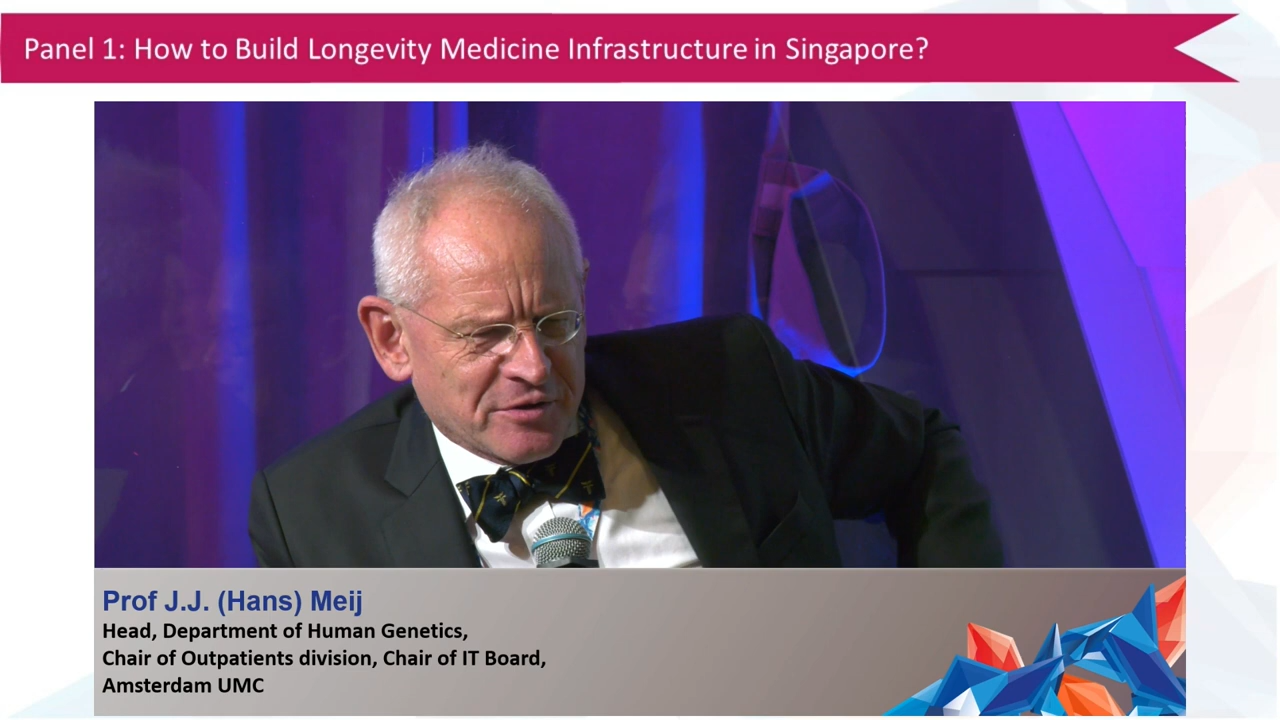 Panel 1: How to Build Longevity Medicine Infrastructure in Singapore?
Prof J.J. (Hans) Meij
Head, Department of Human Genetics,
Chair of Outpatients division, Chair of IT Board,
Amsterdam UMC